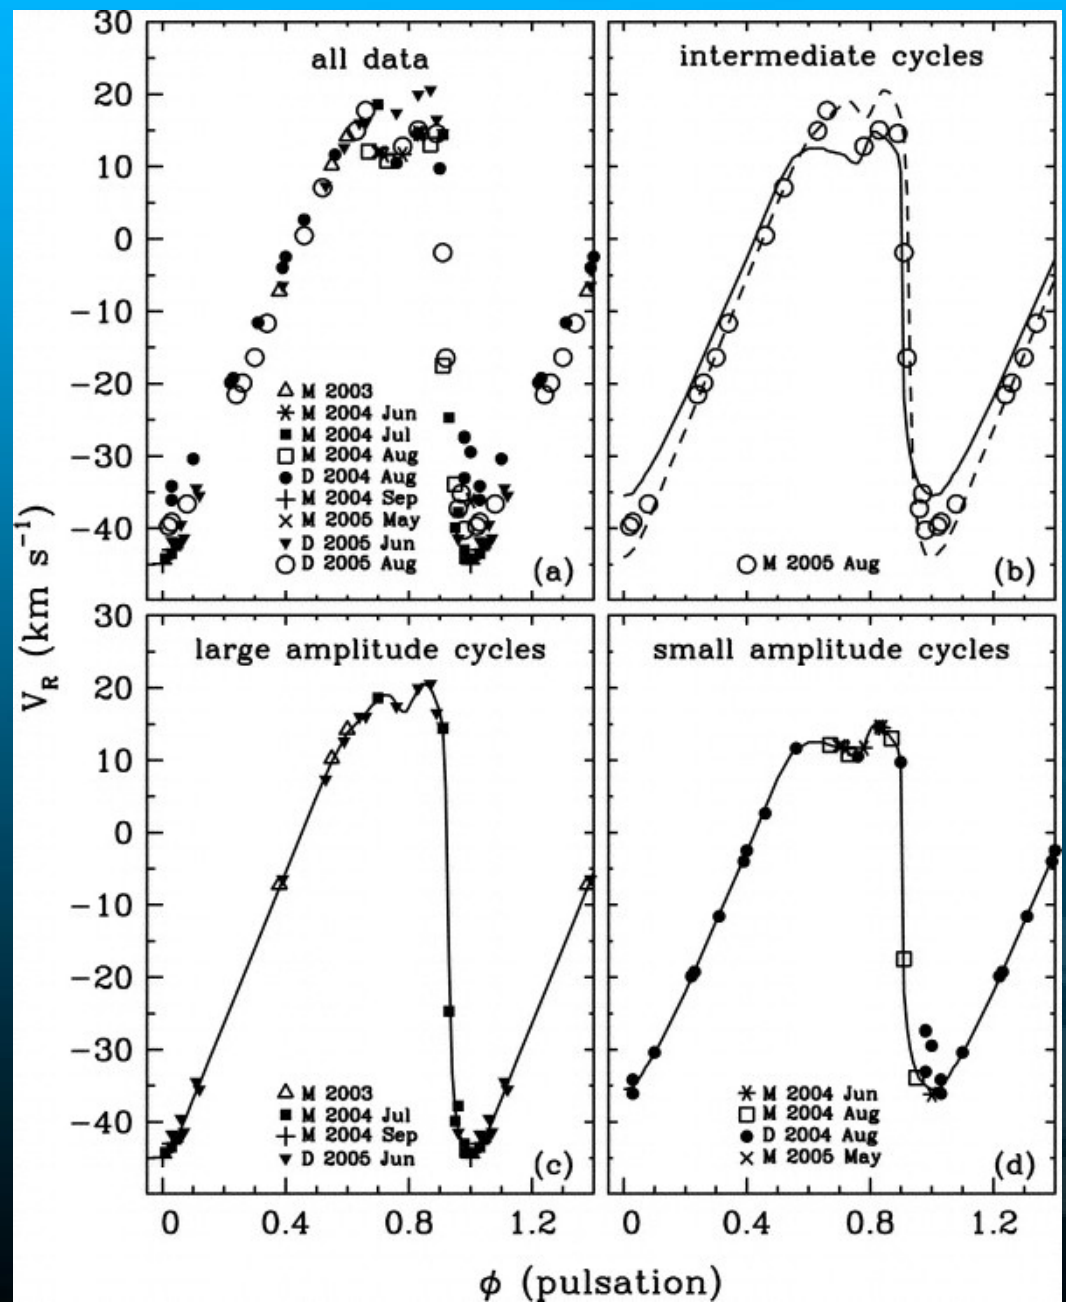 all data
30
20
10
0
−10
−20
−30
−40
−50
M 2003
M 2004 Jun
M 2004 Jul
M 2004 Aug
D 2004 Aug
M 2004 Sep
M 2005 May
D 2005 Jun
D 2005 Aug
(a)
intermediate cycles
M 2005 Aug
(b)
V_R (km s⁻¹)
large amplitude cycles
30
20
10
0
−10
−20
−30
−40
−50
M 2003
M 2004 Jul
M 2004 Sep
D 2005 Jun
(c)
0 0.4 0.8 1.2
small amplitude cycles
M 2004 Jun
M 2004 Aug
D 2004 Aug
M 2005 May
(d)
0 0.4 0.8 1.2
ϕ (pulsation)